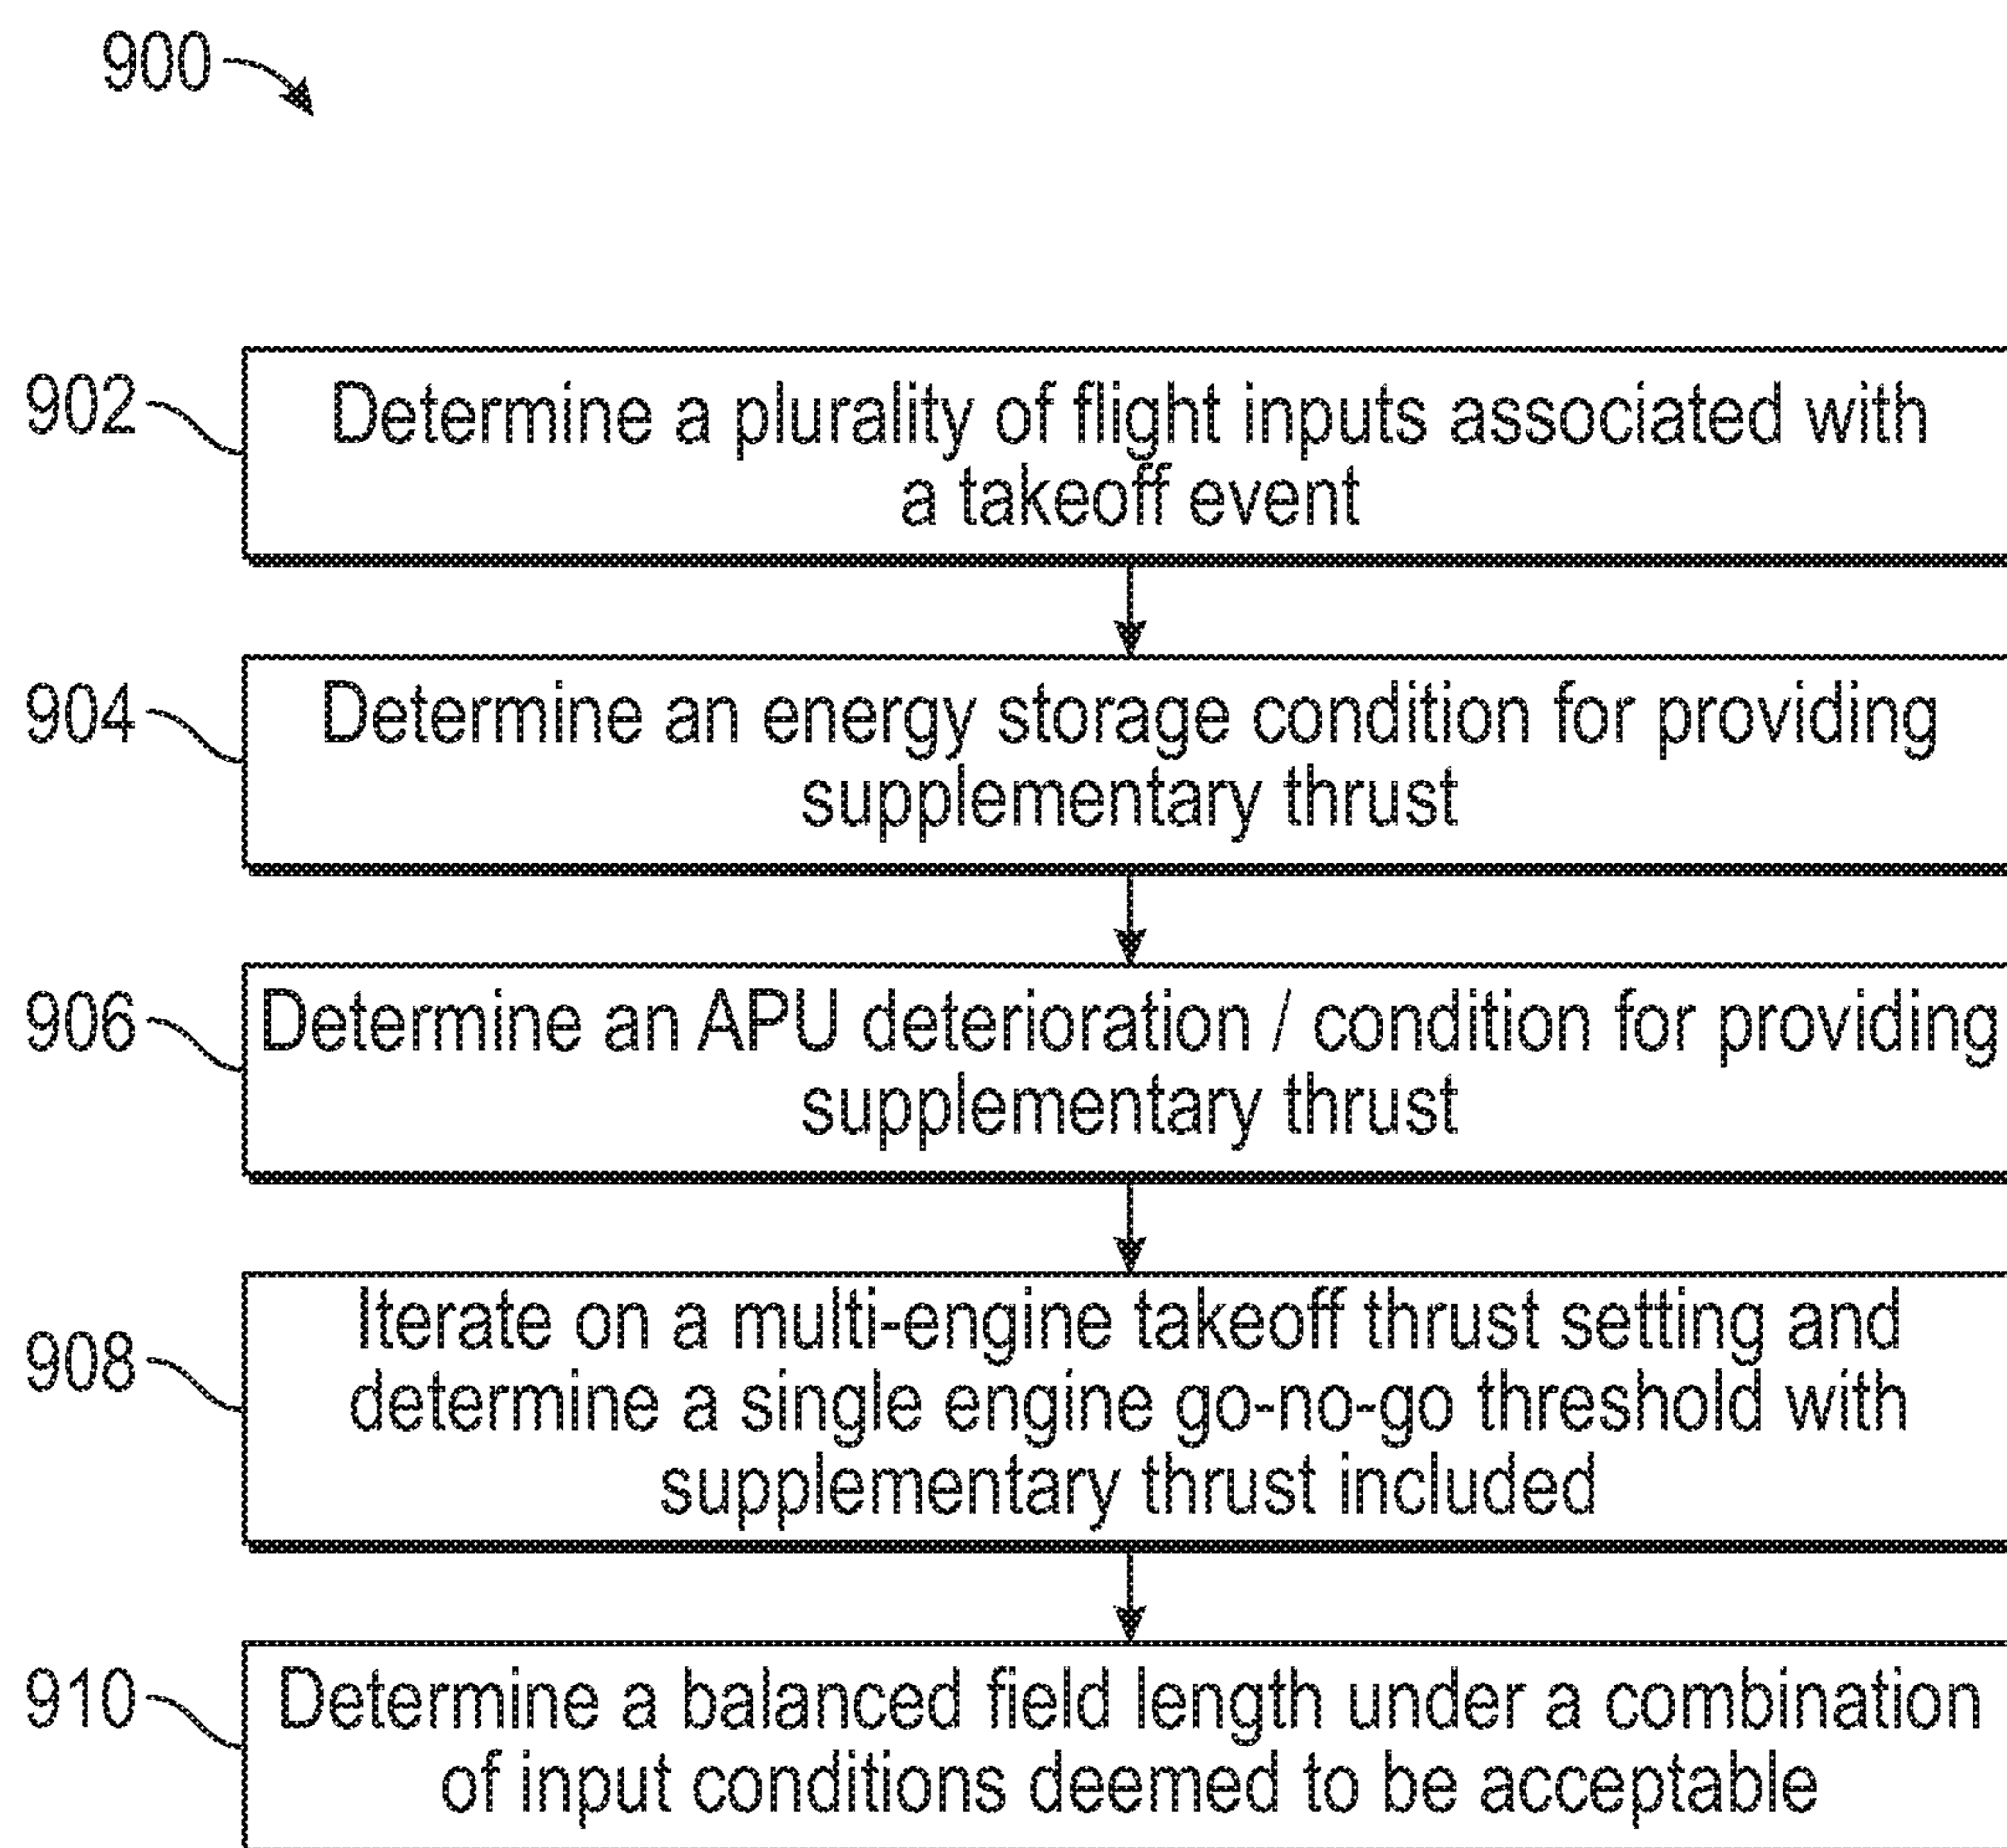 900
902
Determine a plurality of flight inputs associated with
a takeoff event
904
Determine an energy storage condition for providing
supplementary thrust
906
Determine an APU deterioration / condition for providing
supplementary thrust
908
Iterate on a multi-engine takeoff thrust setting and
determine a single engine go-no-go threshold with
supplementary thrust included
910
Determine a balanced field length under a combination
of input conditions deemed to be acceptable